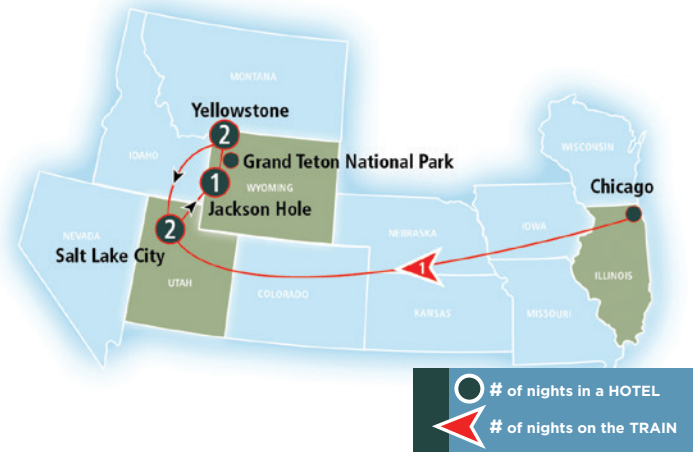 MONTANA
Yellowstone
2
Grand Teton National Park
IDAHO
WISCONSIN
1
WYOMING
Chicago
Jackson Hole
2
NEBRASKA
IOWA
NEVADA
Salt Lake City
1
ILLINOIS
UTAH
COLORADO
KANSAS
MISSOURI
# of nights in a HOTEL
# of nights on the TRAIN